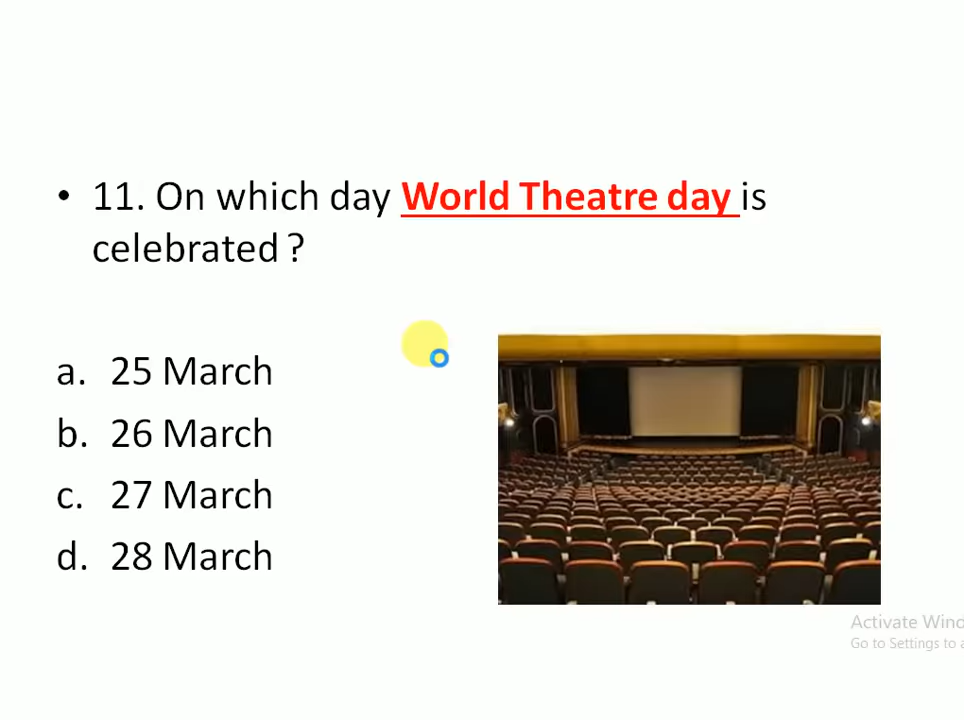 • 11. On which day World Theatre day is
celebrated ?
a. 25 March
b. 26 March
c. 27 March
d. 28 March
Activate Wind
Go to Settings to a